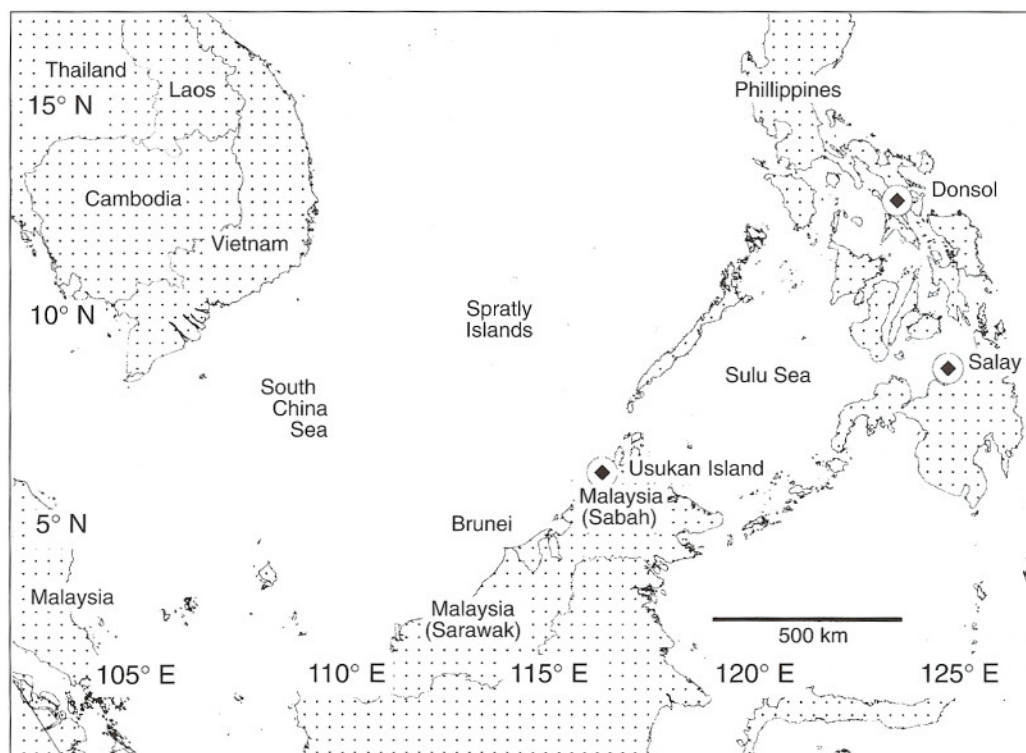 Thailand
Laos
15° N
Phillippines
Cambodia
Donsol
Vietnam
10° N
Spratly
Islands
Salay
Sulu Sea
South
China
Sea
Usukan Island
Malaysia
(Sabah)
5° N
Brunei
Malaysia
Malaysia
(Sarawak)
500 km
105° E
110° E
115° E
120° E
125° E